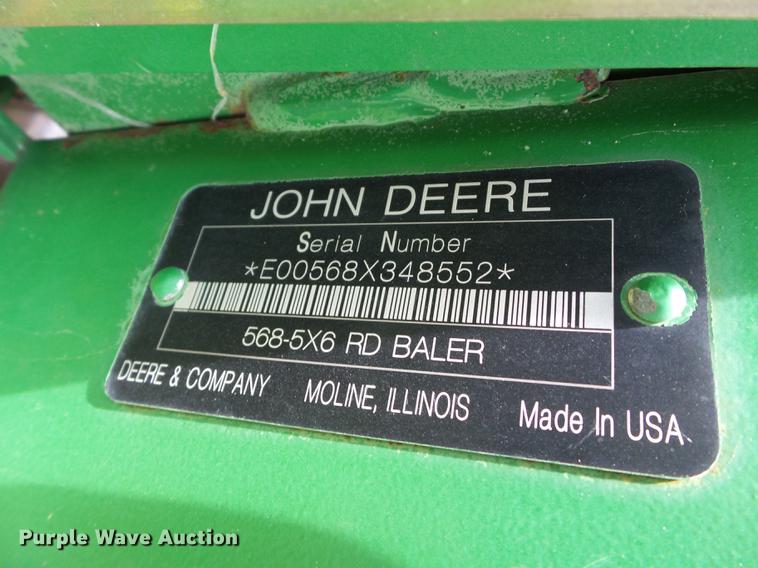 JOHN DEERE
Serial Number
*E00568X348552*
568-5X6 RD BALER
DEERE & COMPANY MOLINE, ILLINOIS Made In USA
Purple Wave Auction